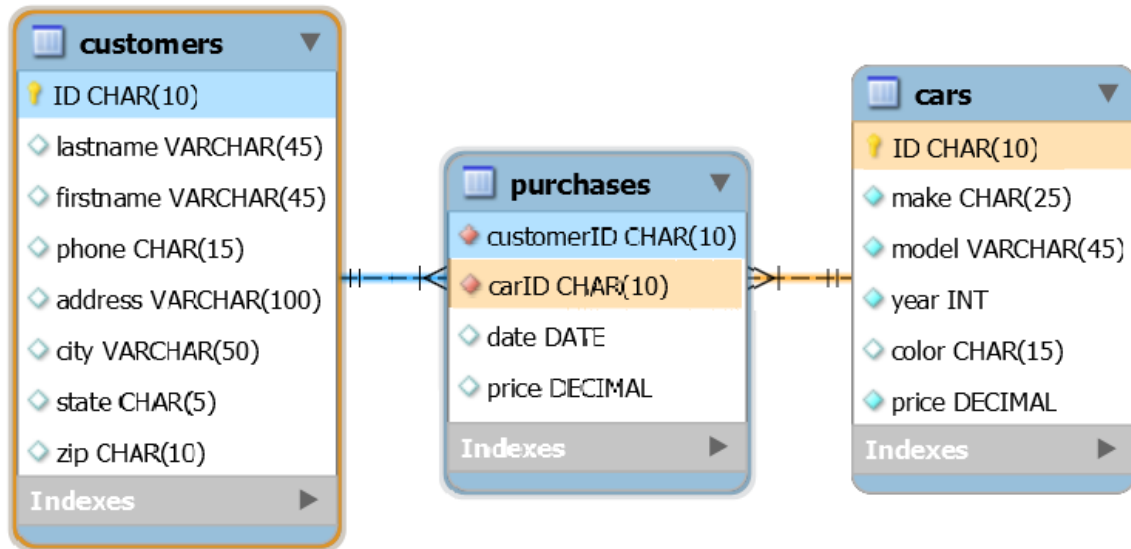 customers
ID CHAR(10)
lastname VARCHAR(45)
firstname VARCHAR(45)
phone CHAR(15)
address VARCHAR(100)
city VARCHAR(50)
state CHAR(5)
zip CHAR(10)
Indexes
purchases
customerID CHAR(10)
carID CHAR(10)
date DATE
price DECIMAL
Indexes
cars
ID CHAR(10)
make CHAR(25)
model VARCHAR(45)
year INT
color CHAR(15)
price DECIMAL
Indexes